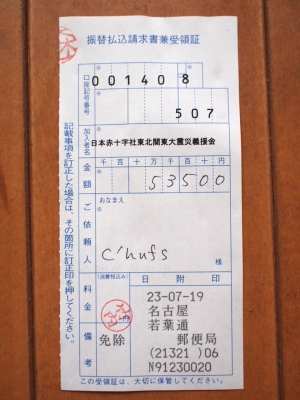 振替払込請求書兼受領証
口座記号番号
00140 8
507
加入者名
日本赤十字社東北関東大震災義援金
金額
千 百 十 万 千 百 十 円
53500
ご依頼人
おなまえ
c'hufs
様
料金
(消費税込み)
備考
免除
日附印
23-07-19
名古屋
若葉通
郵便局
(21321 )06
N91230020
記載事項を訂正した場合は、その箇所に訂正印を押してください。
この受領証は、大切に保管してください。